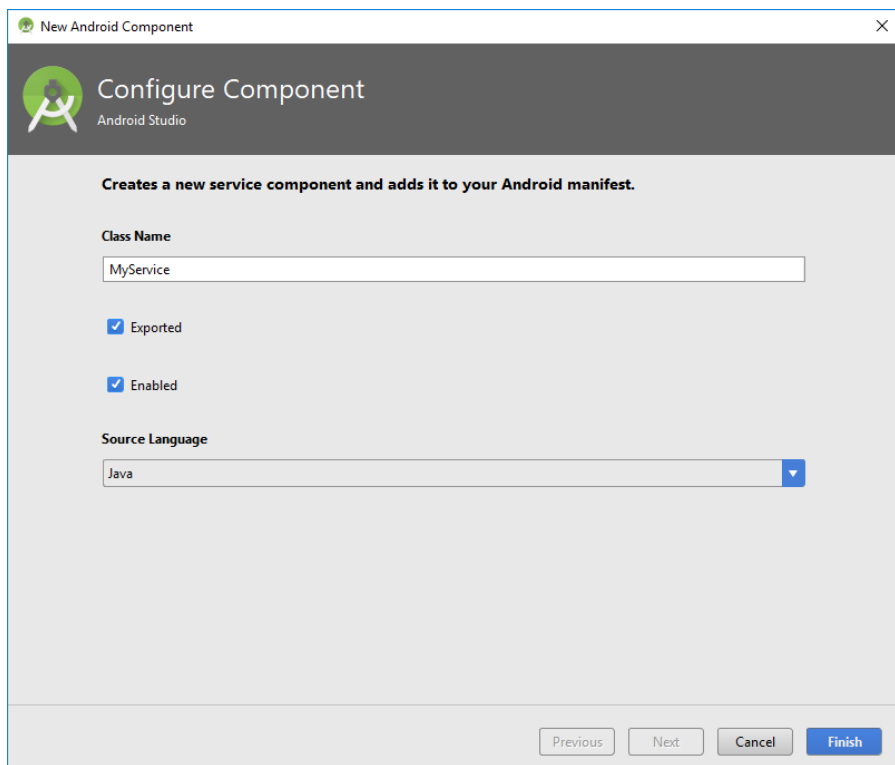 New Android Component
Configure Component
Android Studio
Creates a new service component and adds it to your Android manifest.
Class Name
MyService
Exported
Enabled
Source Language
Java
Previous
Next
Cancel
Finish